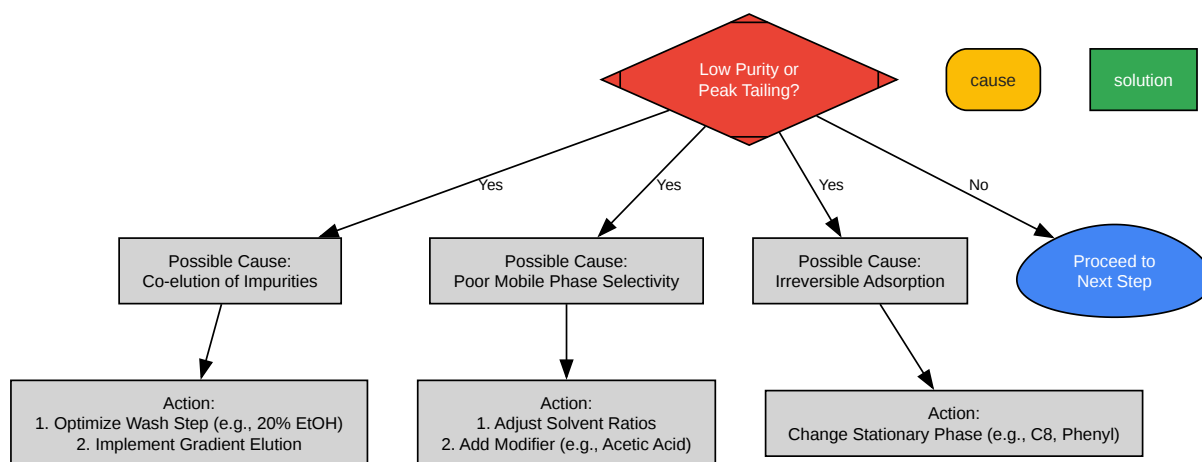 Low Purity or
Peak Tailing?
cause
solution
Yes
Yes
Yes
No
Possible Cause:
Co-elution of Impurities
Possible Cause:
Poor Mobile Phase Selectivity
Possible Cause:
Irreversible Adsorption
Proceed to
Next Step
Action:
1. Optimize Wash Step (e.g., 20% EtOH)
2. Implement Gradient Elution
Action:
1. Adjust Solvent Ratios
2. Add Modifier (e.g., Acetic Acid)
Action:
Change Stationary Phase (e.g., C8, Phenyl)